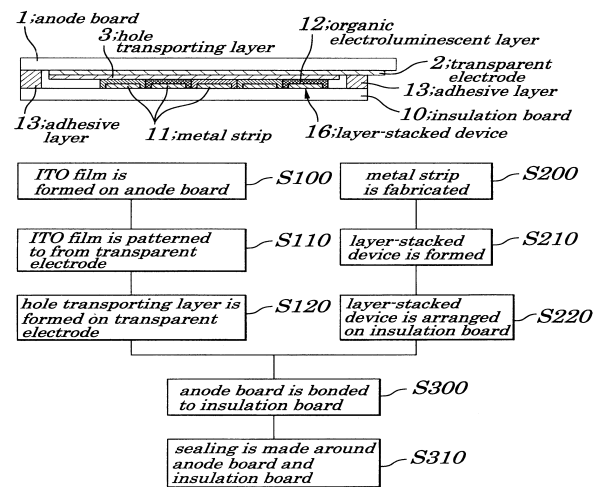 1;anode board
3;hole
transporting layer
12;organic
electroluminescent layer
2;transparent
electrode
13;adhesive layer
10;insulation board
13;adhesive
layer
11;metal strip
16;layer-stacked device
ITO film is
formed on anode board
S100
metal strip
is fabricated
S200
ITO film is patterned
to from transparent
electrode
S110
layer-stacked
device is formed
S210
hole transporting layer is
formed on transparent
electrode
S120
layer-stacked
device is arranged
on insulation board
S220
anode board is bonded
to insulation board
S300
sealing is made around
anode board and
insulation board
S310